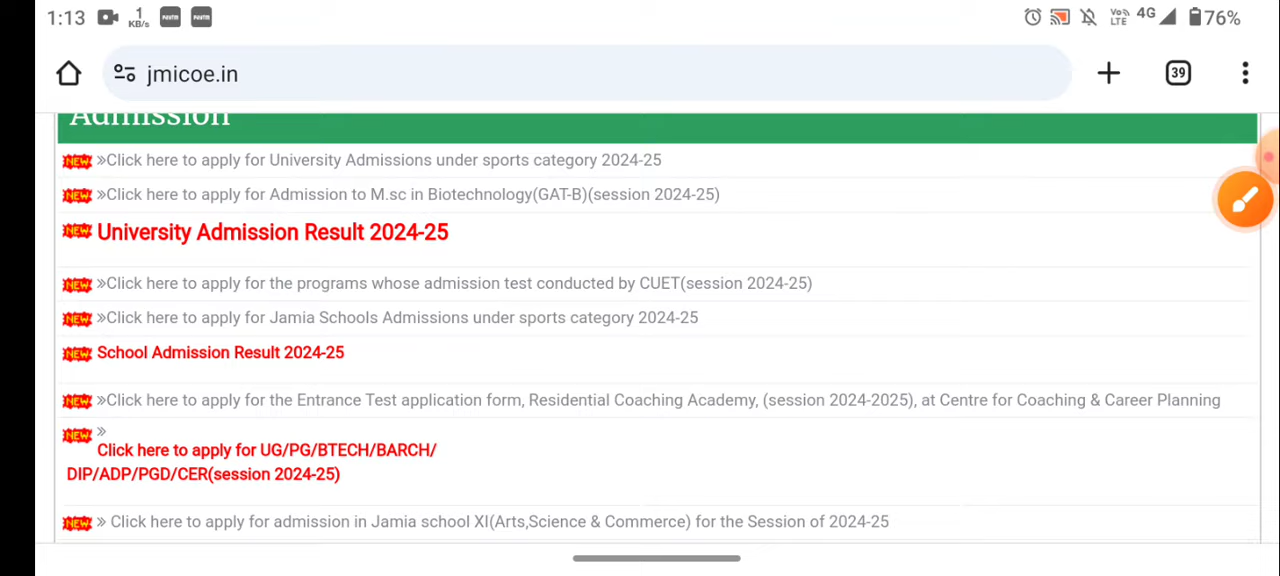 1:13 1 KB/s Paytm Paytm Vo)) LTE 4G 76%
jmicoe.in 39
Admission
NEW »Click here to apply for University Admissions under sports category 2024-25
NEW »Click here to apply for Admission to M.sc in Biotechnology(GAT-B)(session 2024-25)
NEW University Admission Result 2024-25
NEW »Click here to apply for the programs whose admission test conducted by CUET(session 2024-25)
NEW »Click here to apply for Jamia Schools Admissions under sports category 2024-25
NEW School Admission Result 2024-25
NEW »Click here to apply for the Entrance Test application form, Residential Coaching Academy, (session 2024-2025), at Centre for Coaching & Career Planning
NEW »
Click here to apply for UG/PG/BTECH/BARCH/
DIP/ADP/PGD/CER(session 2024-25)
NEW » Click here to apply for admission in Jamia school XI(Arts,Science & Commerce) for the Session of 2024-25